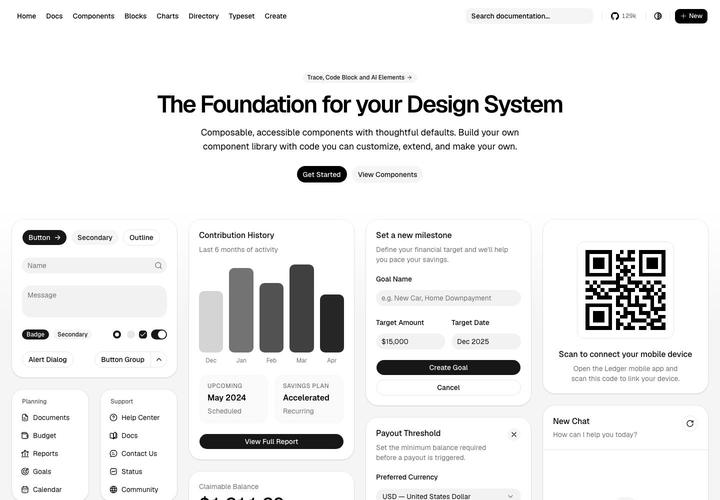 Home Docs Components Blocks Charts Directory Typeset Create
Search documentation...
129k
New
Trace, Code Block and AI Elements →
The Foundation for your Design System
Composable, accessible components with thoughtful defaults. Build your own
component library with code you can customize, extend, and make your own.
Get Started
View Components
Button →
Secondary
Outline
Name
Message
Badge
Secondary
Alert Dialog
Button Group
Planning
Documents
Budget
Reports
Goals
Calendar
Support
Help Center
Docs
Contact Us
Status
Community
Contribution History
Last 6 months of activity
Dec Jan Feb Mar Apr
UPCOMING
May 2024
Scheduled
SAVINGS PLAN
Accelerated
Recurring
View Full Report
Claimable Balance
Set a new milestone
Define your financial target and we'll help
you pace your savings.
Goal Name
e.g. New Car, Home Downpayment
Target Amount
$15,000
Target Date
Dec 2025
Create Goal
Cancel
Payout Threshold
Set the minimum balance required
before a payout is triggered.
Preferred Currency
USD — United States Dollar
Scan to connect your mobile device
Open the Ledger mobile app and
scan this code to link your device.
New Chat
How can I help you today?